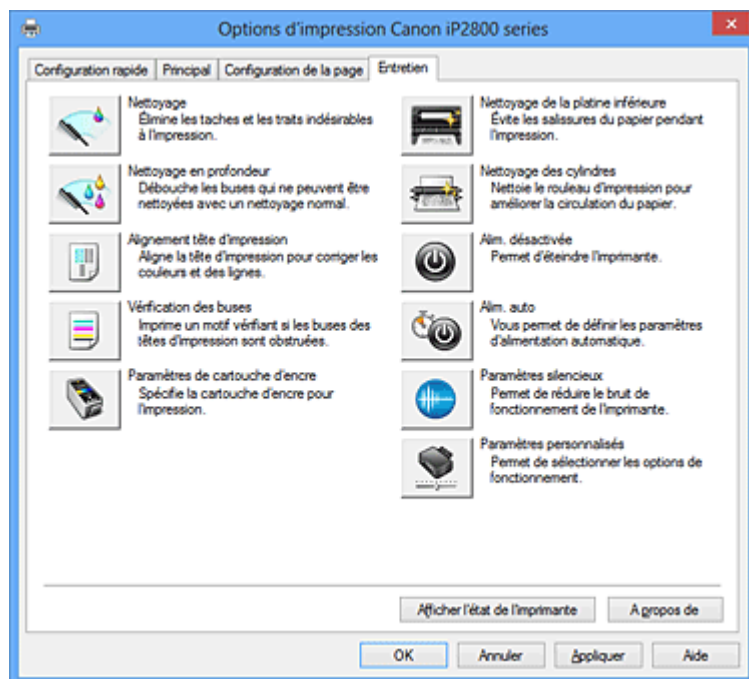 Options d'impression Canon iP2800 series
Configuration rapide Principal Configuration de la page Entretien
Nettoyage
Élimine les taches et les traits indésirables
à l'impression.
Nettoyage en profondeur
Débouche les buses qui ne peuvent être
nettoyées avec un nettoyage normal.
Alignement tête d'impression
Aligne la tête d'impression pour corriger les
couleurs et des lignes.
Vérification des buses
Imprime un motif vérifiant si les buses des
têtes d'impression sont obstruées.
Paramètres de cartouche d'encre
Spécifie la cartouche d'encre pour
l'impression.
Nettoyage de la platine inférieure
Évite les salissures du papier pendant
l'impression.
Nettoyage des cylindres
Nettoie le rouleau d'impression pour
améliorer la circulation du papier.
Alim. désactivée
Permet d'éteindre l'imprimante.
Alim. auto
Vous permet de définir les paramètres
d'alimentation automatique.
Paramètres silencieux
Permet de réduire le bruit de
fonctionnement de l'imprimante.
Paramètres personnalisés
Permet de sélectionner les options de
fonctionnement.
Afficher l'état de l'imprimante A propos de
OK Annuler Appliquer Aide